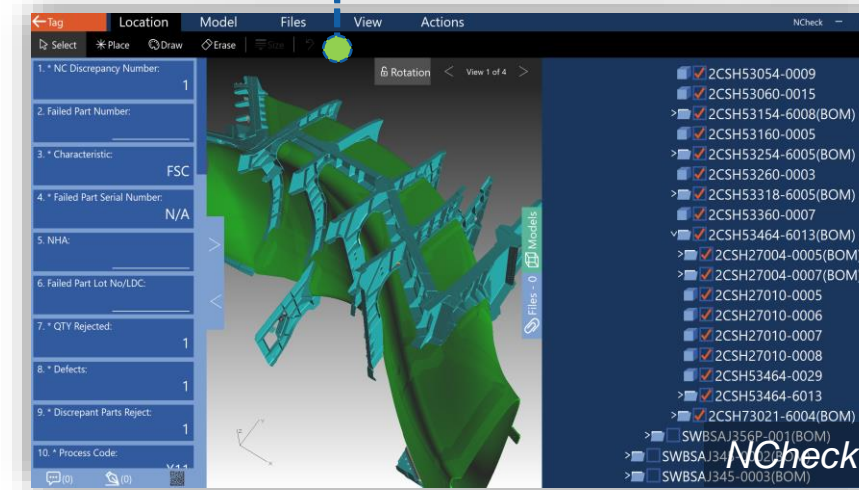 Tag Location Model Files View Actions NCheck
Select Place Draw Erase Size
1. * NC Discrepancy Number:
1
2. Failed Part Number:
3. * Characteristic:
FSC
4. * Failed Part Serial Number:
N/A
5. NHA:
6. Failed Part Lot No/LDC:
7. * QTY Rejected:
1
8. * Defects:
1
9. * Discrepant Parts Reject:
1
10. * Process Code:
(0) (0)
Rotation < View 1 of 4 >
>
<
Models
Files - 0
2CSH53054-0009
2CSH53060-0015
>2CSH53154-6008(BOM)
2CSH53160-0005
>2CSH53254-6005(BOM)
2CSH53260-0003
>2CSH53318-6005(BOM)
2CSH53360-0007
2CSH53464-6013(BOM)
>2CSH27004-0005(BOM)
>2CSH27004-0007(BOM)
2CSH27010-0005
2CSH27010-0006
2CSH27010-0007
2CSH27010-0008
2CSH53464-0029
>2CSH53464-6013
>2CSH73021-6004(BOM)
>SWBSAJ356P-001(BOM)
>SWBSAJ345-0002(BOM)
>SWBSAJ345-0003(BOM)
NCheck